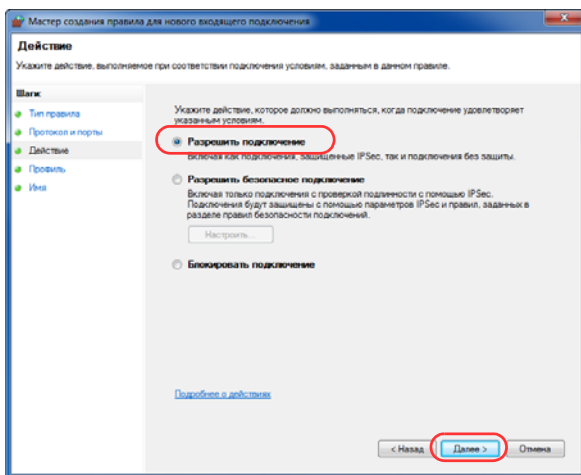 Мастер создания правила для нового входящего подключения
Действие
Укажите действие, выполняемое при соответствии подключения условиям, заданным в данном правиле.
Шаги:
Тип правила
Протокол и порты
Действие
Профиль
Имя
Укажите действие, которое должно выполняться, когда подключение удовлетворяет
указанным условиям.
Разрешить подключение
Включая как подключения, защищенные IPSec, так и подключения без защиты.
Разрешить безопасное подключение
Включая только подключения с проверкой подлинности с помощью IPSec.
Подключения будут защищены с помощью параметров IPSec и правил, заданных в
разделе правил безопасности подключений.
Настроить...
Блокировать подключение
Подробнее о действиях
< Назад
Далее >
Отмена